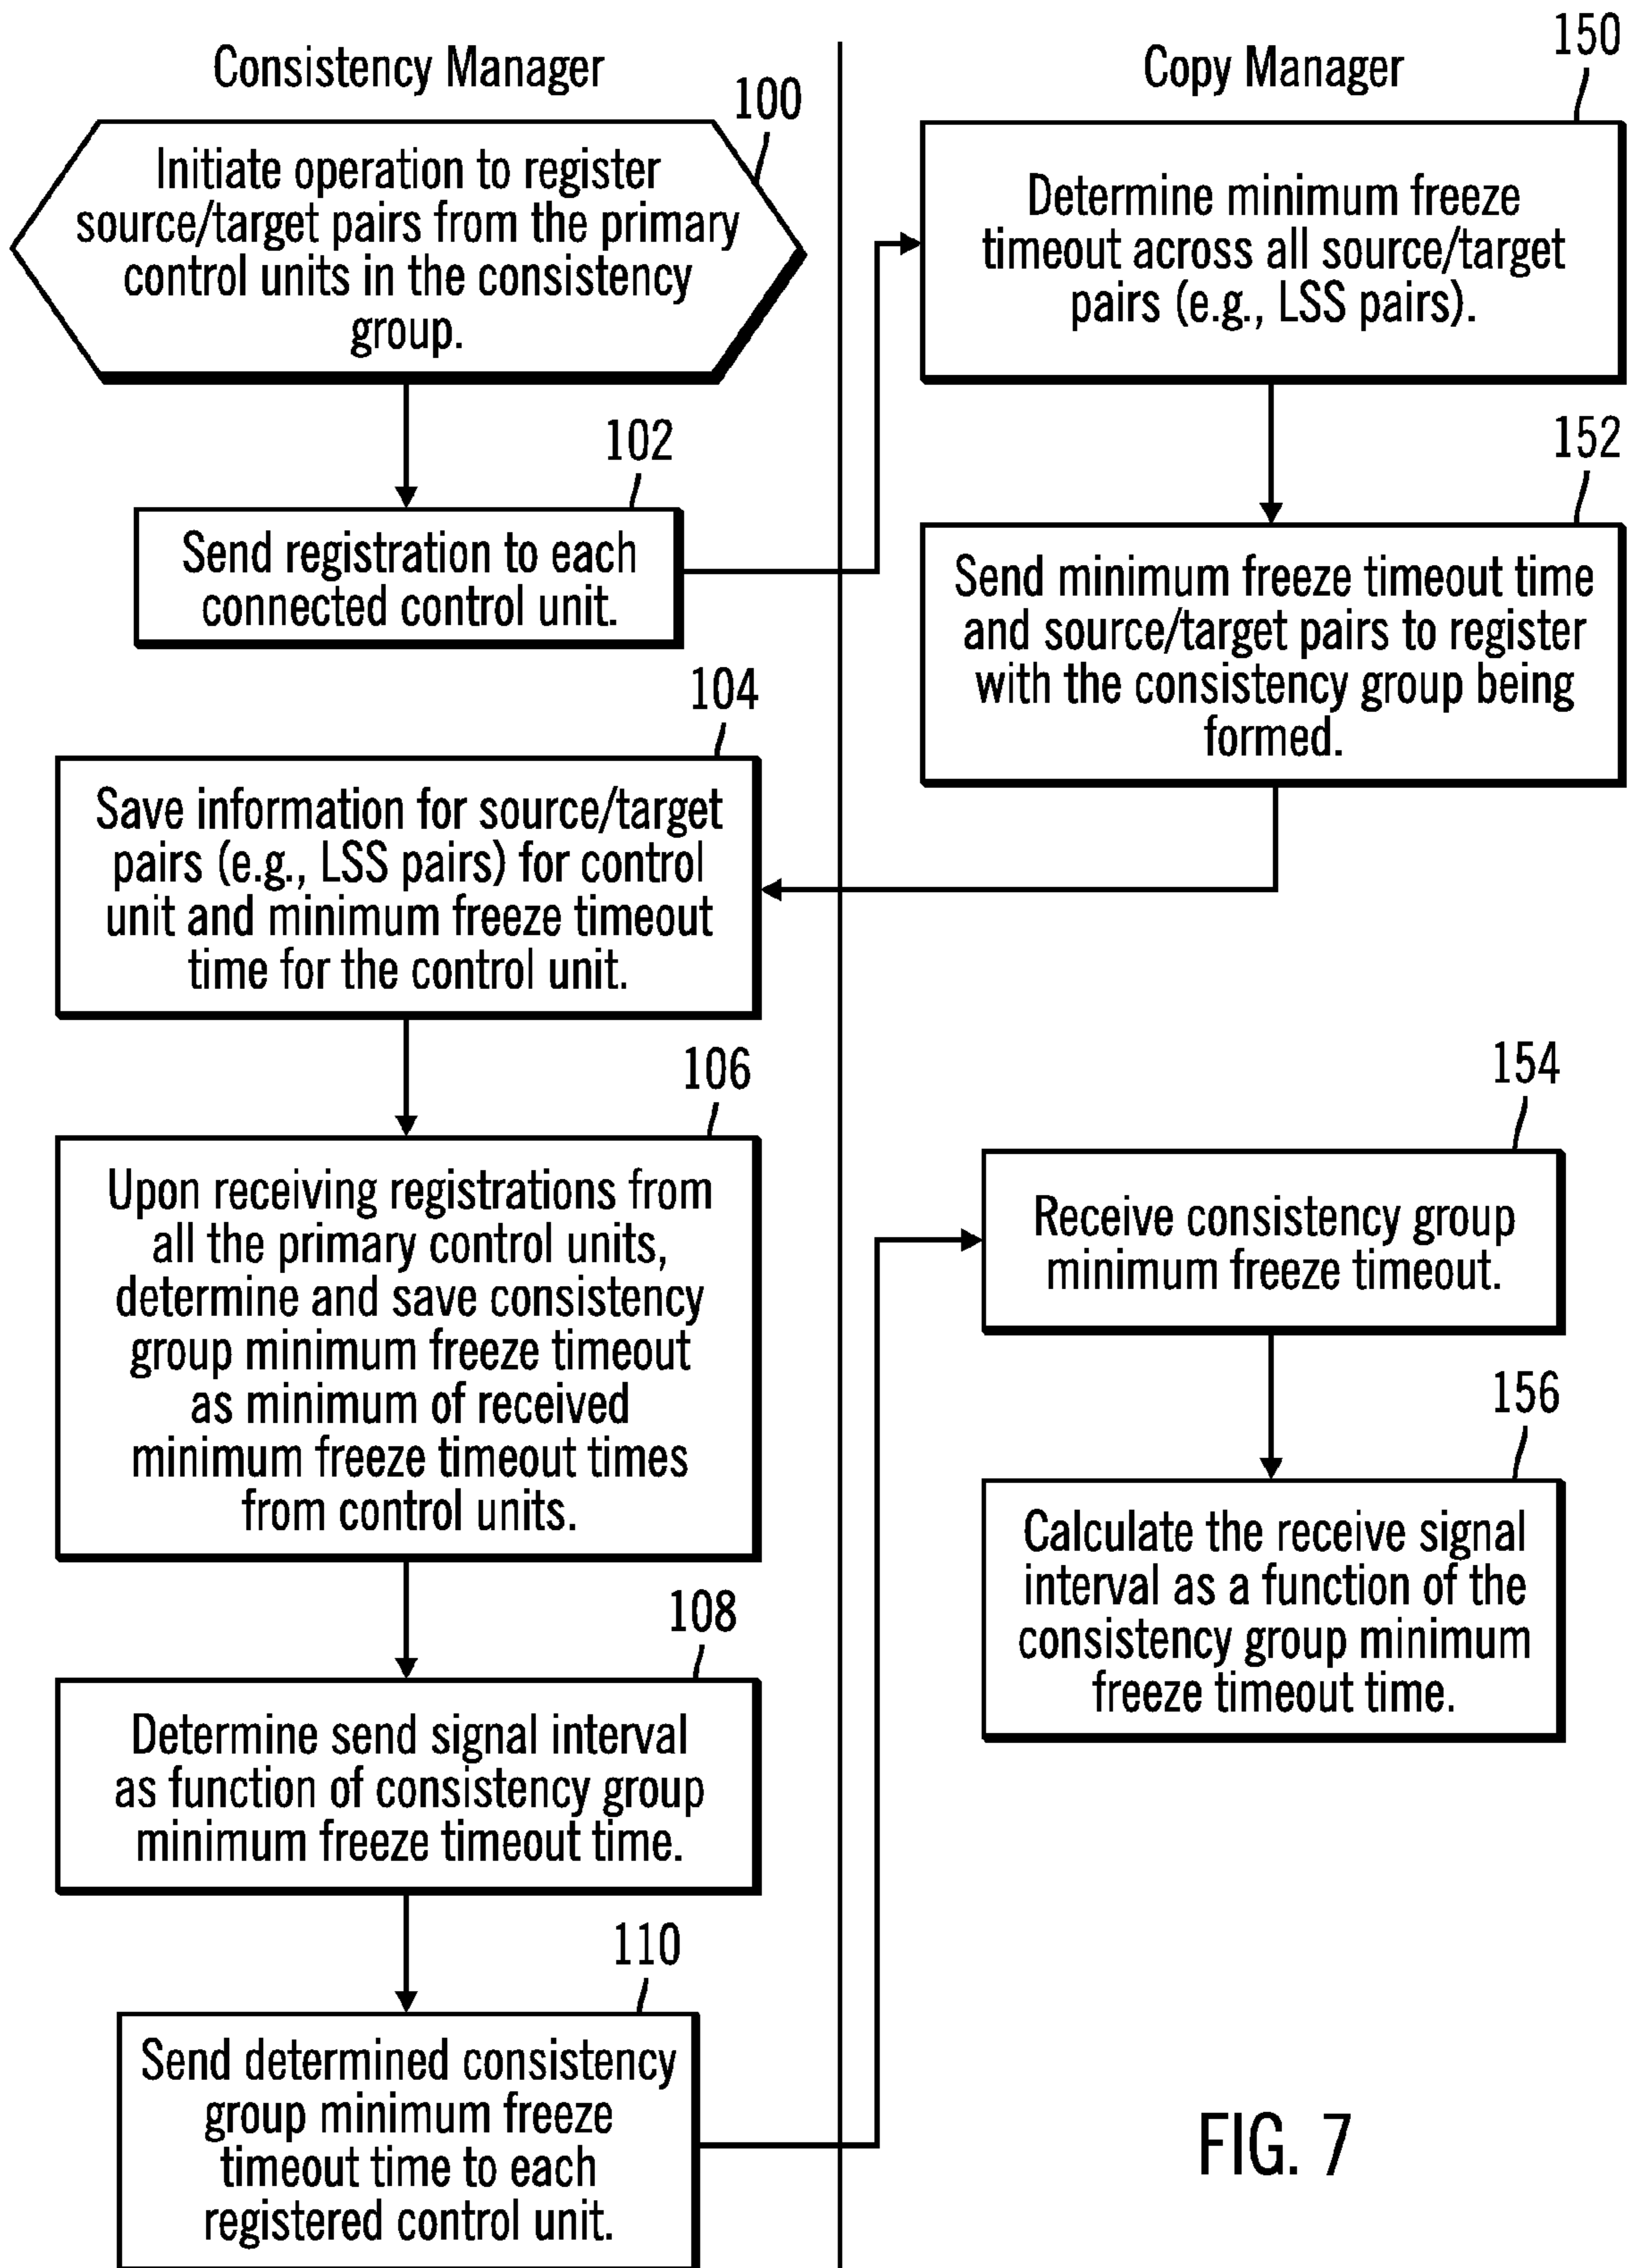 Consistency Manager
100
Initiate operation to register
source/target pairs from the primary
control units in the consistency
group.
102
Send registration to each
connected control unit.
104
Save information for source/target
pairs (e.g., LSS pairs) for control
unit and minimum freeze timeout
time for the control unit.
106
Upon receiving registrations from
all the primary control units,
determine and save consistency
group minimum freeze timeout
as minimum of received
minimum freeze timeout times
from control units.
108
Determine send signal interval
as function of consistency group
minimum freeze timeout time.
110
Send determined consistency
group minimum freeze
timeout time to each
registered control unit.
Copy Manager
150
Determine minimum freeze
timeout across all source/target
pairs (e.g., LSS pairs).
152
Send minimum freeze timeout time
and source/target pairs to register
with the consistency group being
formed.
154
Receive consistency group
minimum freeze timeout.
156
Calculate the receive signal
interval as a function of the
consistency group minimum
freeze timeout time.
FIG. 7